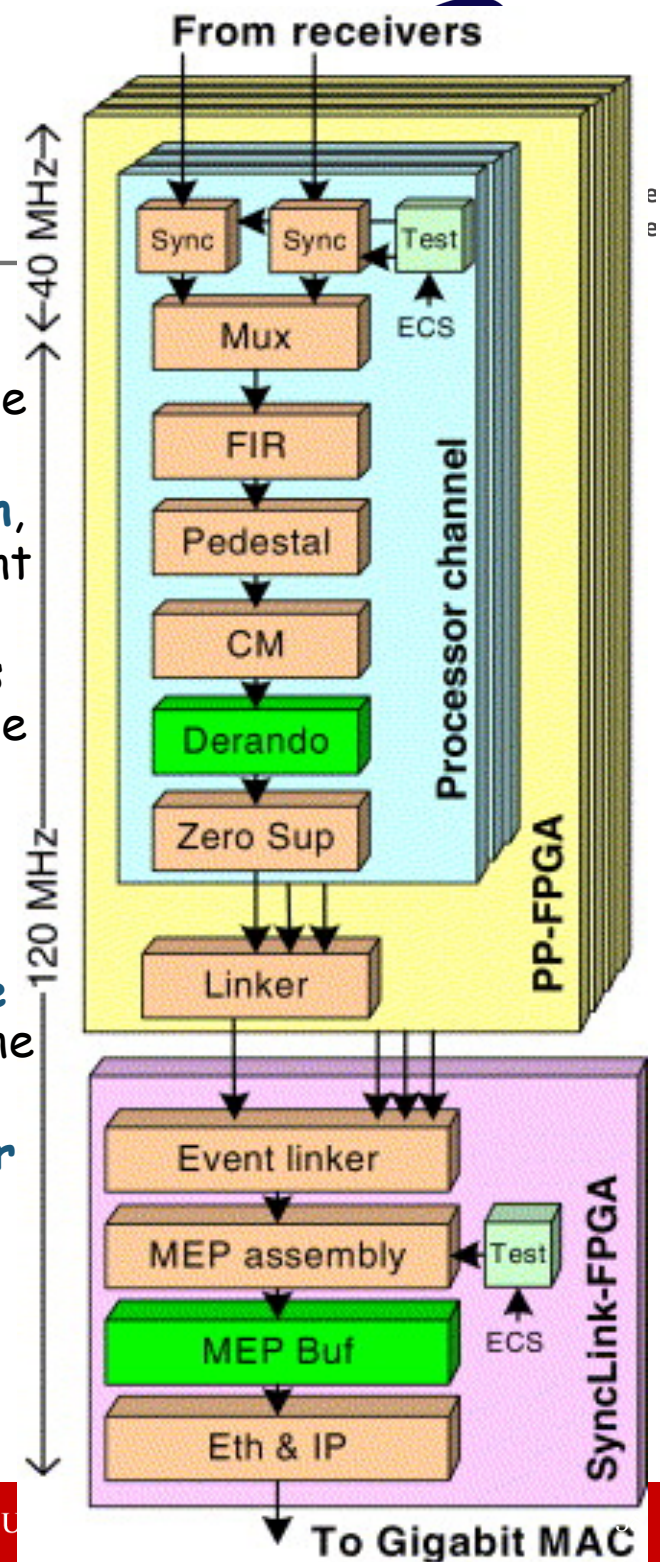 From receivers
40 MHz
Sync
Sync
Test
ECS
Mux
FIR
Pedestal
CM
Derando
Zero Sup
Processor channel
Linker
PP-FPGA
120 MHz
Event linker
MEP assembly
Test
ECS
MEP Buf
Eth & IP
SyncLink-FPGA
To Gigabit MAC